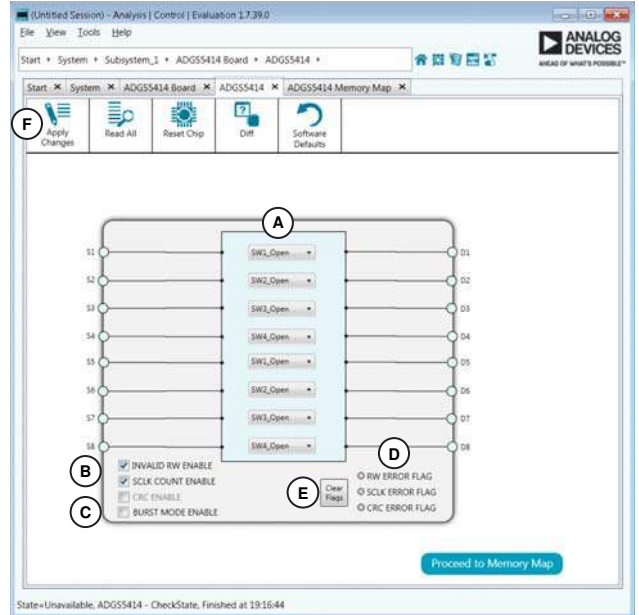 (Untitled Session) - Analysis | Control | Evaluation 1.7.39.0
File View Tools Help
ANALOG DEVICES
AHEAD OF WHAT'S POSSIBLE™
Start System Subsystem_1 ADGS5414 Board ADGS5414
Start System ADGS5414 Board ADGS5414 ADGS5414 Memory Map
F
Apply Changes Read All Reset Chip Diff Software Defaults
A
S1 SW1_Open D1
S2 SW2_Open D2
S3 SW3_Open D3
S4 SW4_Open D4
S5 SW1_Open D5
S6 SW2_Open D6
S7 SW3_Open D7
S8 SW4_Open D8
B
INVALID RW ENABLE
SCLK COUNT ENABLE
CRC ENABLE
C
BURST MODE ENABLE
D
E
Clear Flags
RW ERROR FLAG
SCLK ERROR FLAG
CRC ERROR FLAG
Proceed to Memory Map
State=Unavailable, ADGS5414 - CheckState, Finished at 19:16:44